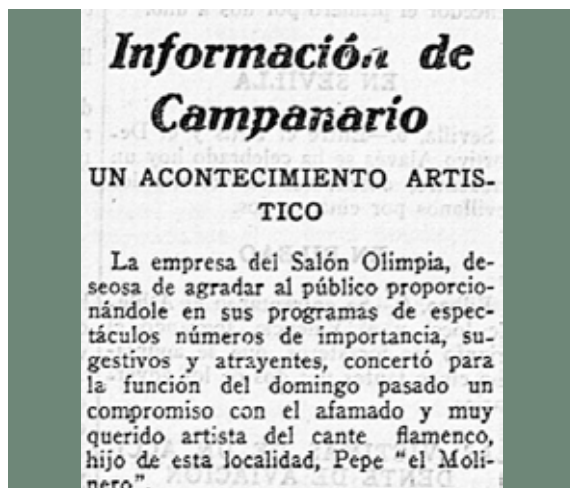 Información de
Campanario
UN ACONTECIMIENTO ARTIS-
TICO
La empresa del Salón Olimpia, de-
seosa de agradar al público proporcio-
nándole en sus programas de espec-
táculos números de importancia, su-
gestivos y atrayentes, concertó para
la función del domingo pasado un
compromiso con el afamado y muy
querido artista del cante flamenco,
hijo de esta localidad, Pepe "el Moli-
nero".